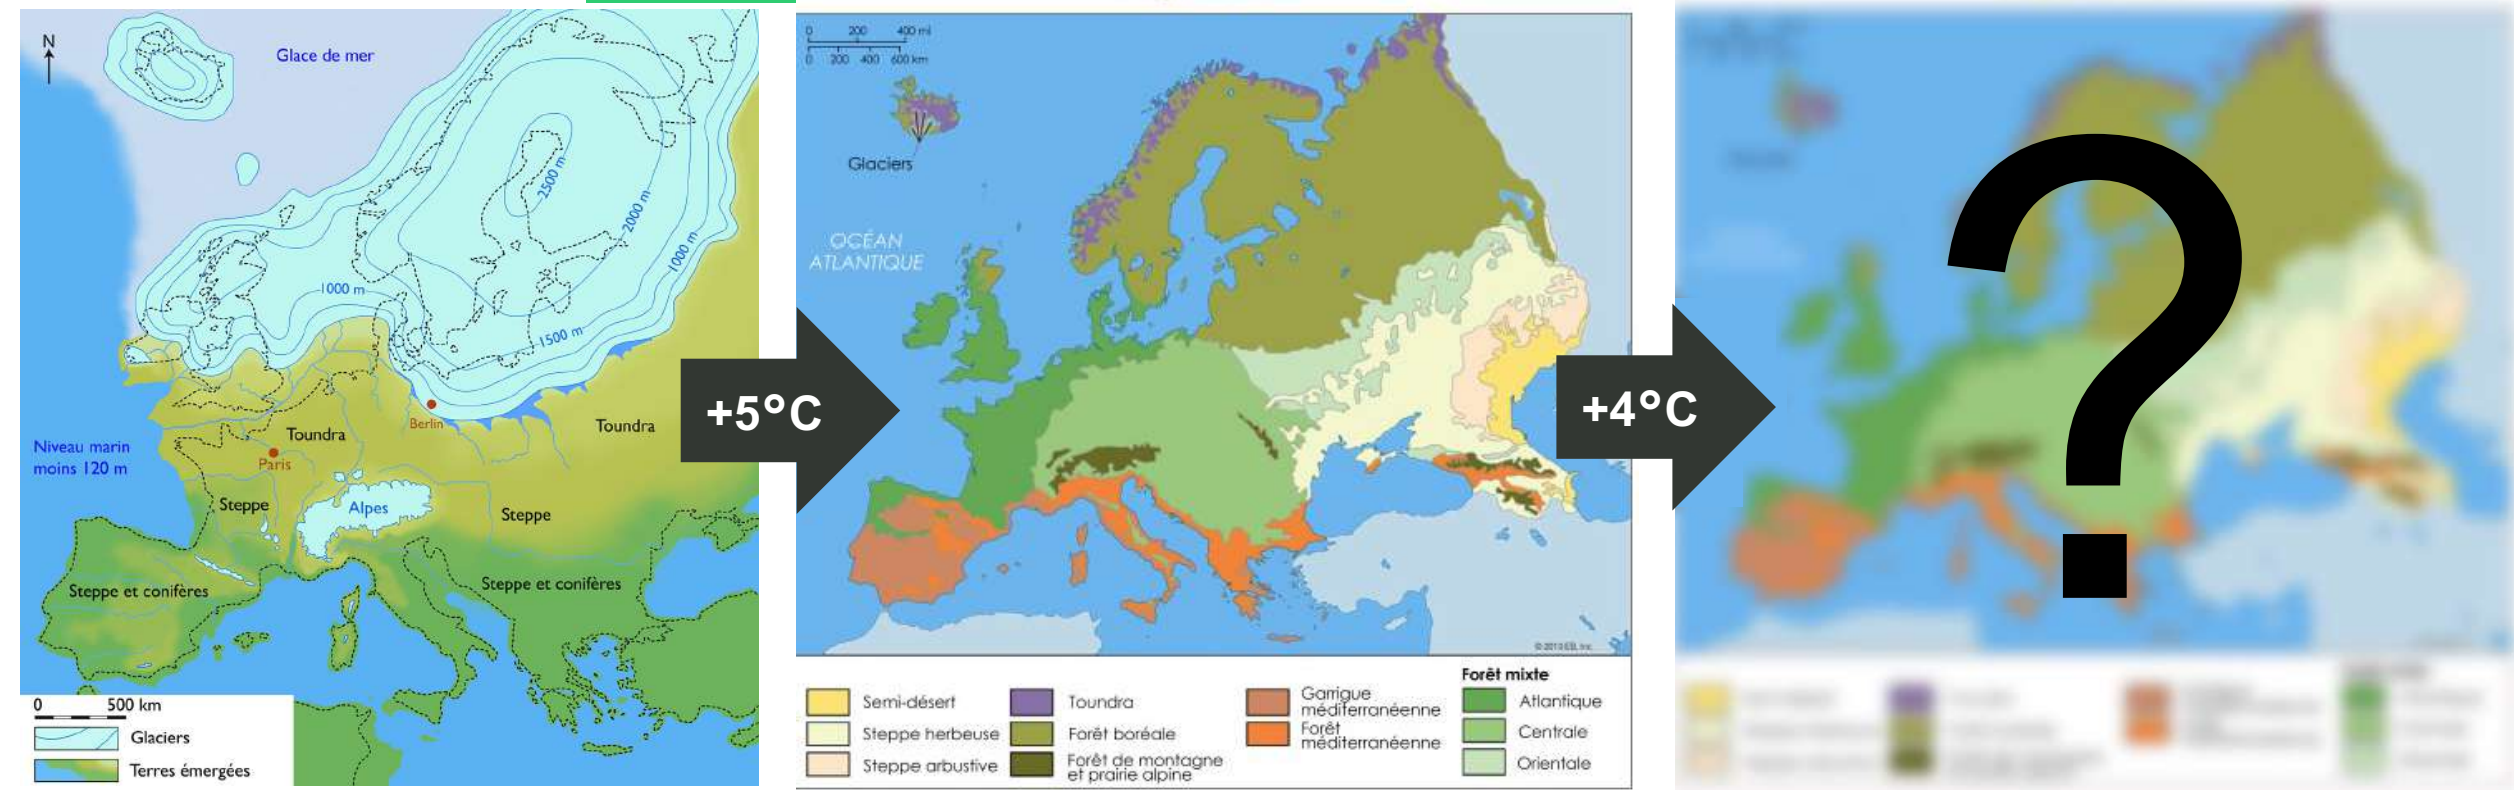 N
Glace de mer
2500 m
2000 m
1000 m
1000 m
1500 m
Berlin
Toundra
Toundra
Niveau marin
moins 120 m
Paris
Steppe
Alpes
Steppe
Steppe et conifères
Steppe et conifères
0 500 km
Glaciers
Terres émergées
+5°C
0 200 400 mi
0 200 400 600 km
Glaciers
OCÉAN
ATLANTIQUE
Forêt mixte
Semi-désert
Toundra
Garrigue
méditerranéenne
Atlantique
Steppe herbeuse
Forêt boréale
Forêt
méditerranéenne
Centrale
Steppe arbustive
Forêt de montagne
et prairie alpine
Orientale
+4°C
?